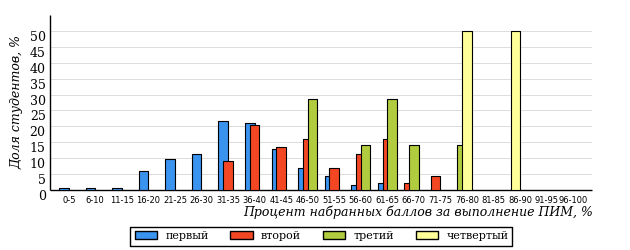 Доля студентов, %
50
45
40
35
30
25
20
15
10
5
0
0-5 6-10 11-15 16-20 21-25 26-30 31-35 36-40 41-45 46-50 51-55 56-60 61-65 66-70 71-75 76-80 81-85 86-90 91-95 96-100
Процент набранных баллов за выполнение ПИМ, %
первый второй третий четвертый